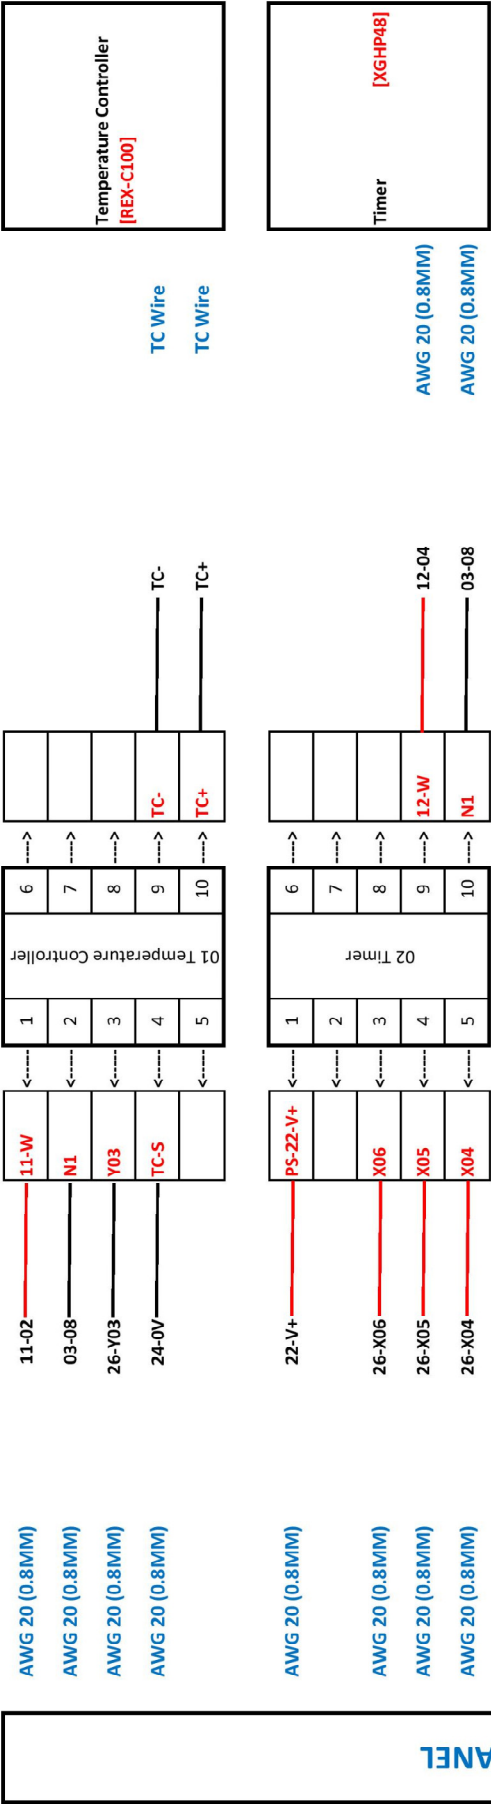 Temperature Controller
[REX-C100]
TC Wire
TC Wire
TC-
TC+
TC-
TC+
6 ---->
7 ---->
8 ---->
9 ---->
10 ---->
01 Temperature Controller
1 <-----
2 <-----
3 <-----
4 <-----
5 <-----
11-W
N1
Y03
TC-S
11-02
03-08
26-Y03
24-0V
AWG 20 (0.8MM)
AWG 20 (0.8MM)
AWG 20 (0.8MM)
AWG 20 (0.8MM)
Timer [XGHP48]
AWG 20 (0.8MM)
AWG 20 (0.8MM)
12-04
03-08
12-W
N1
6 ---->
7 ---->
8 ---->
9 ---->
10 ---->
02 Timer
1 <-----
2 <-----
3 <-----
4 <-----
5 <-----
PS-22-V+
X06
X05
X04
22-V+
26-X06
26-X05
26-X04
AWG 20 (0.8MM)
AWG 20 (0.8MM)
AWG 20 (0.8MM)
AWG 20 (0.8MM)